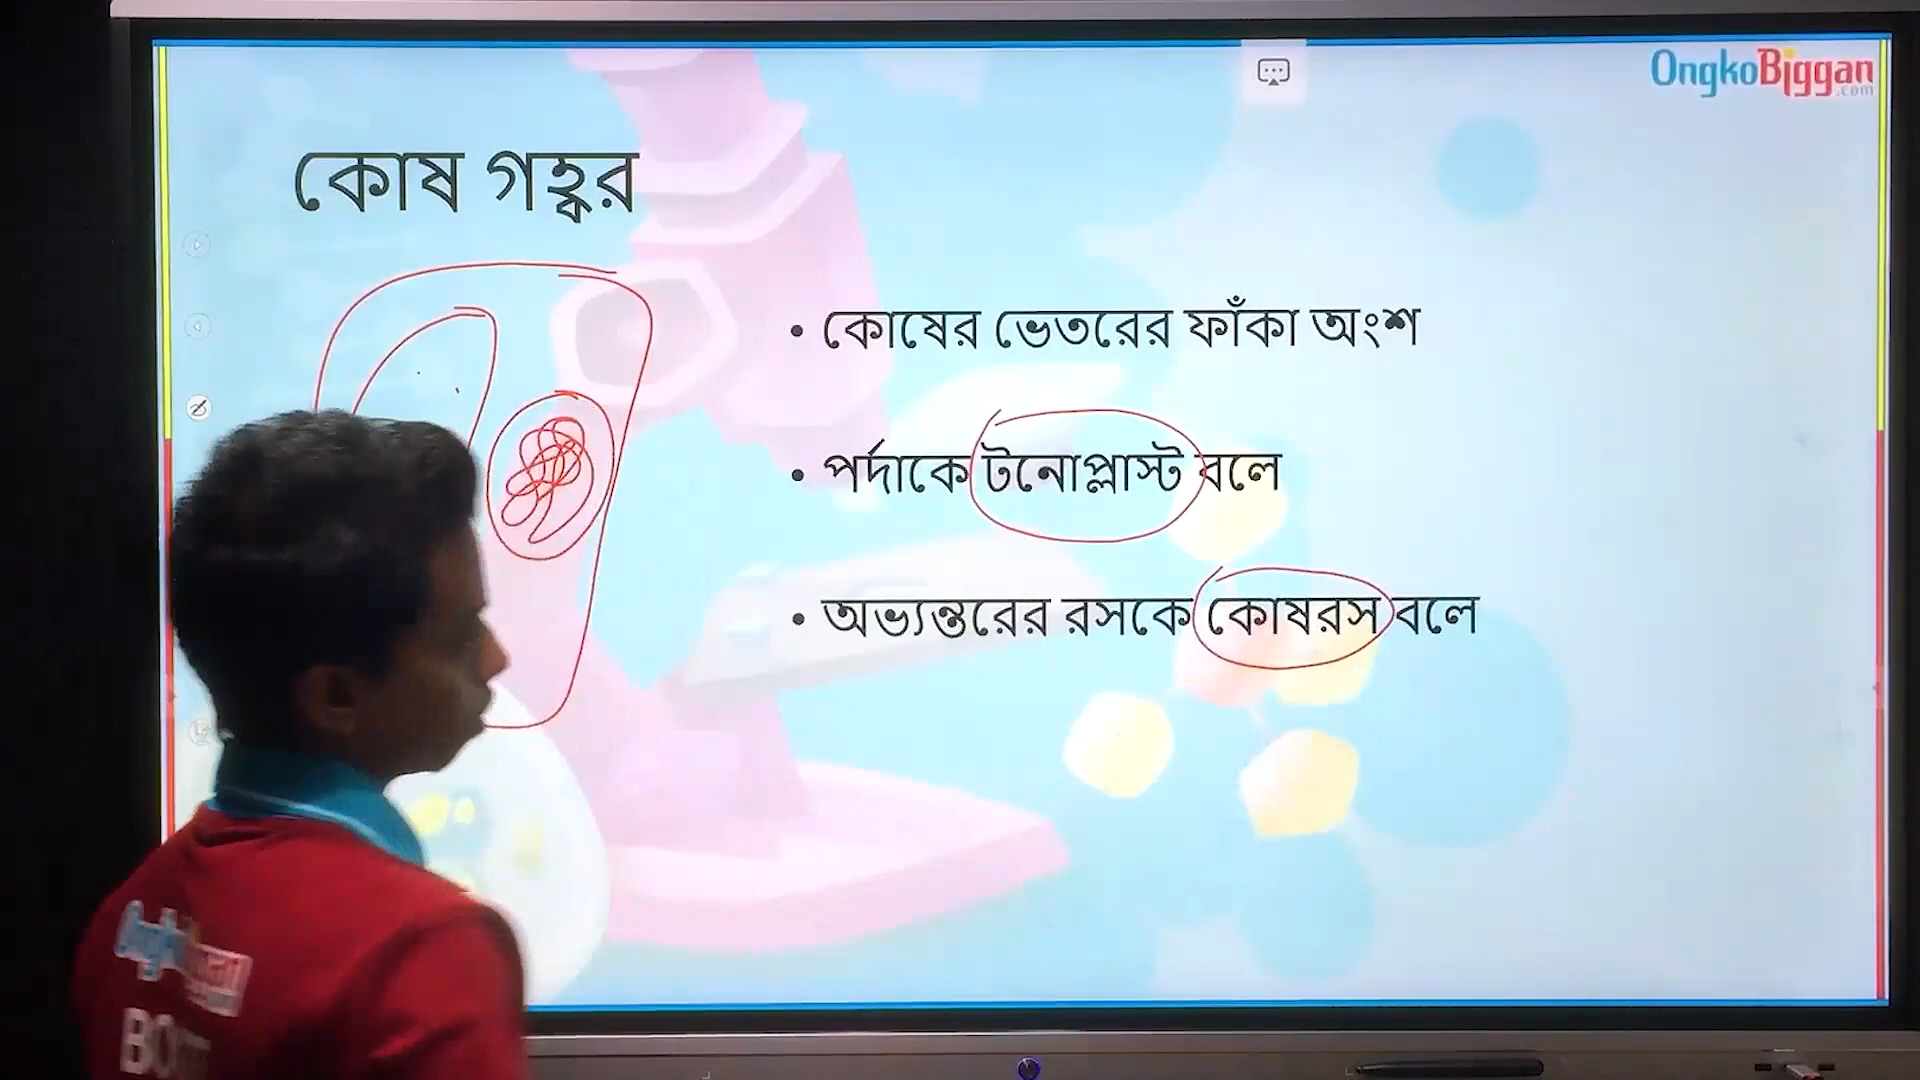 OngkoBiggan
.com
কোষ গহ্বর
• কোষের ভেতরের ফাঁকা অংশ
• পর্দাকে টনোপ্লাস্ট বলে
• অভ্যন্তরের রসকে কোষরস বলে